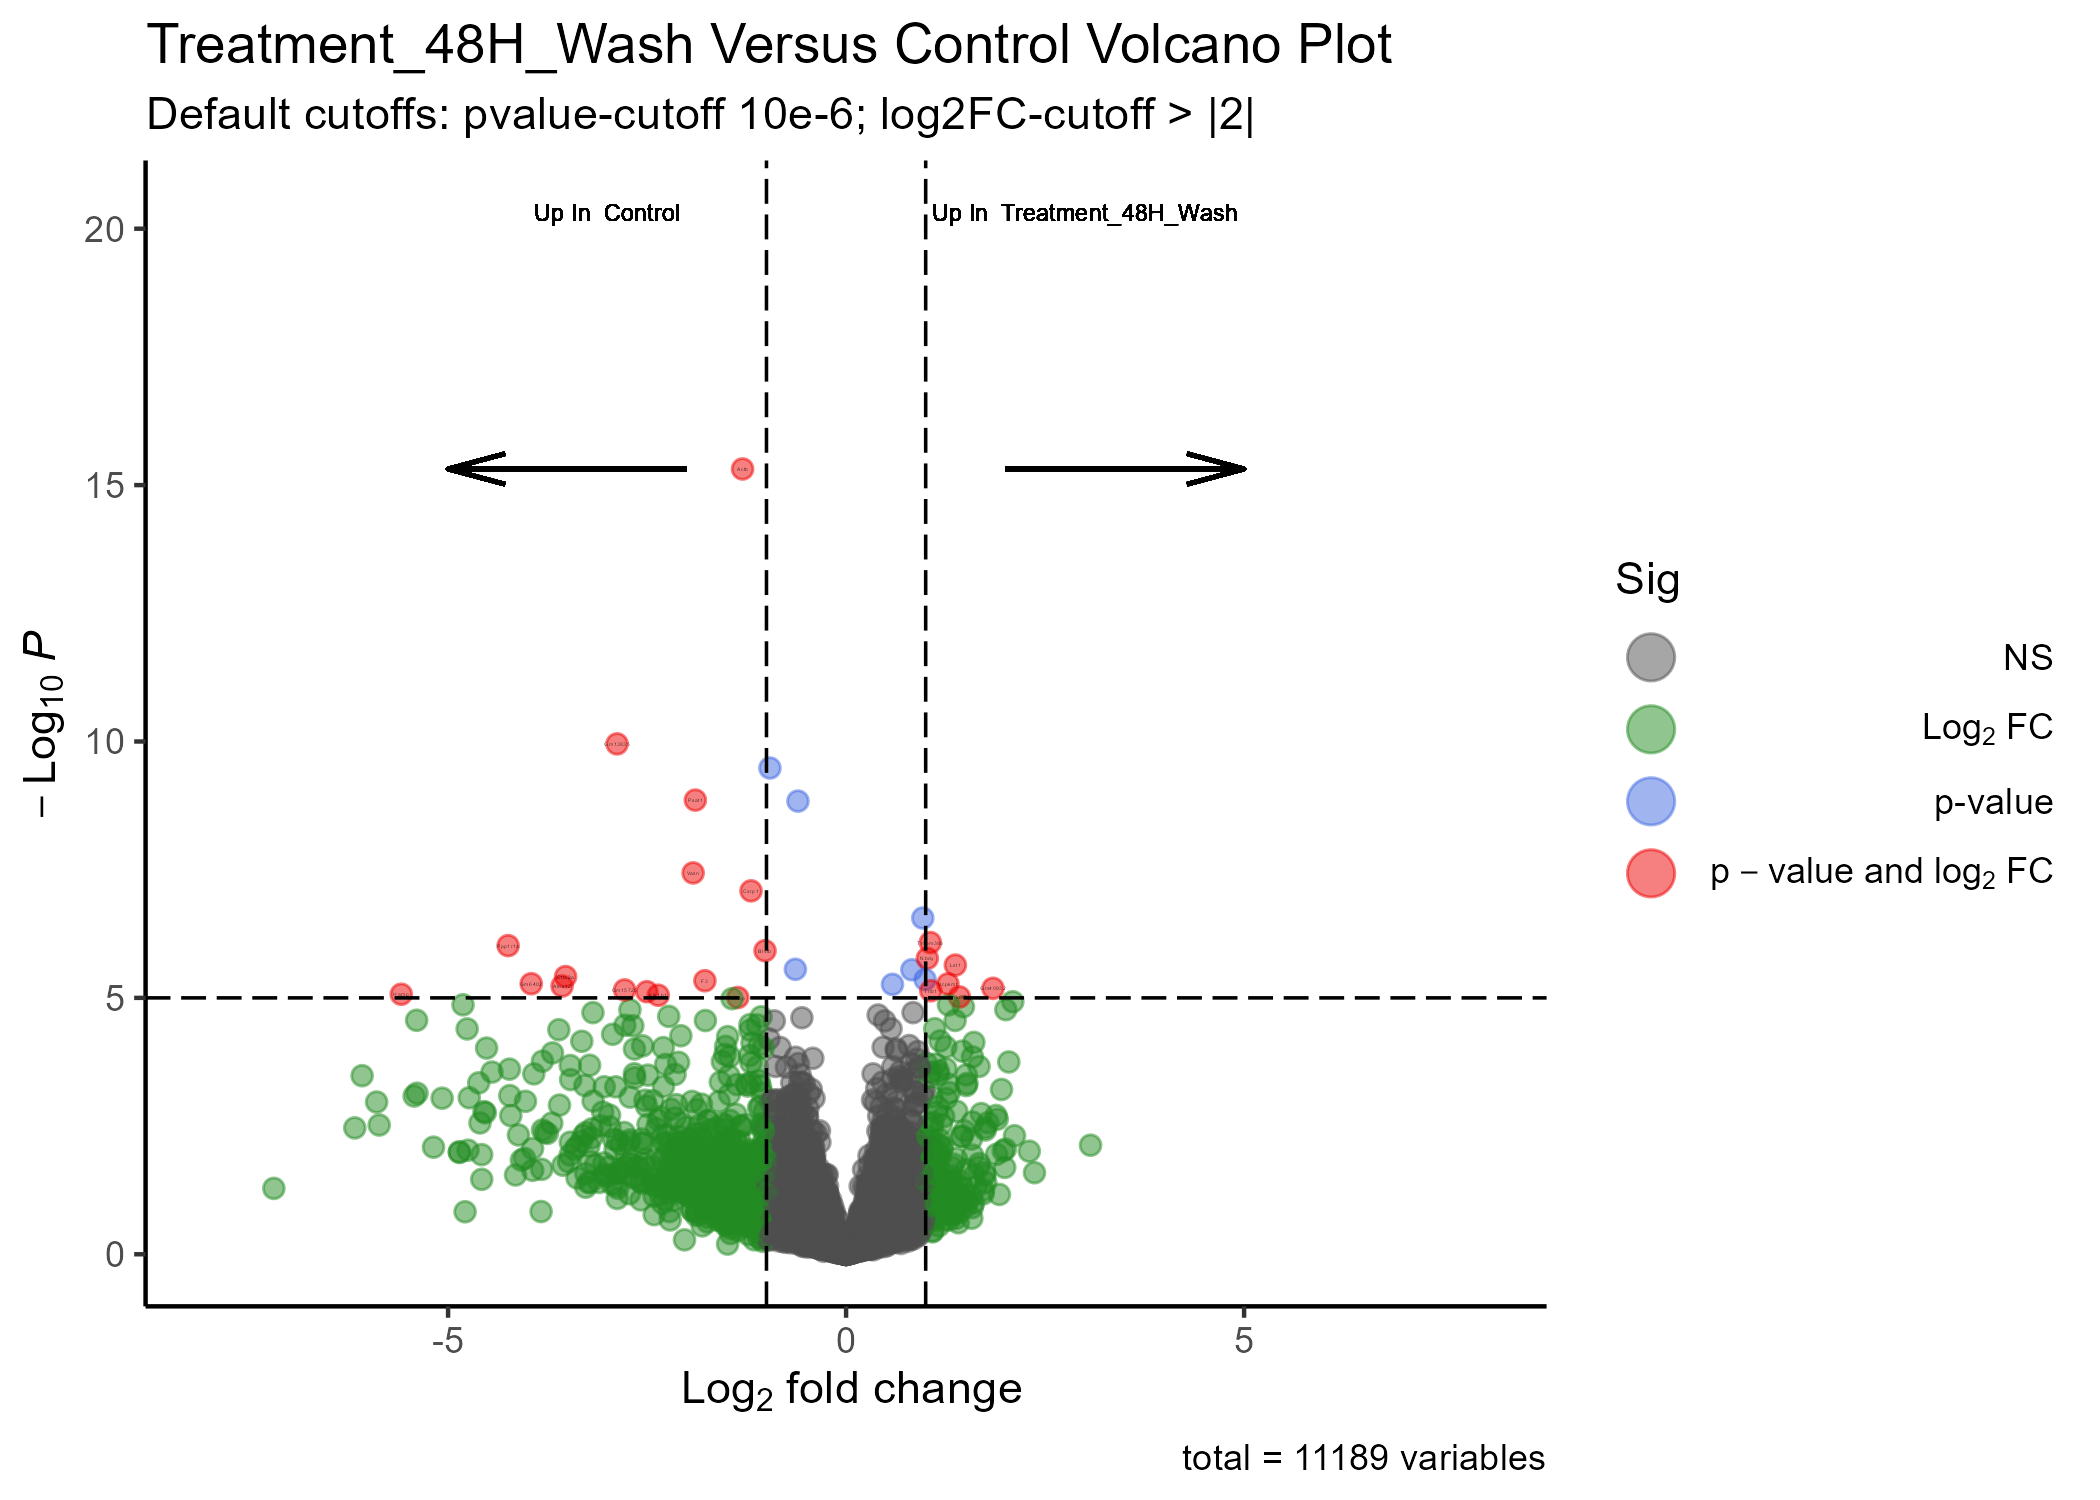 Treatment_48H_Wash Versus Control Volcano Plot
Default cutoffs: pvalue-cutoff 10e-6; log2FC-cutoff > |2|
Up In Control
Up In Treatment_48H_Wash
20
15
10
5
0
− Log10 P
-5
0
5
Log2 fold change
Sig
NS
Log2 FC
p-value
p − value and log2 FC
total = 11189 variables